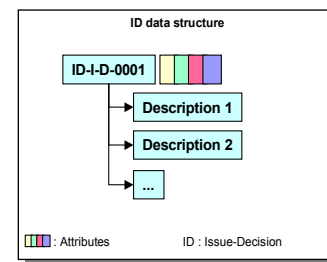 ID data structure
ID-I-D-0001
Description 1
Description 2
...
: Attributes ID : Issue-Decision